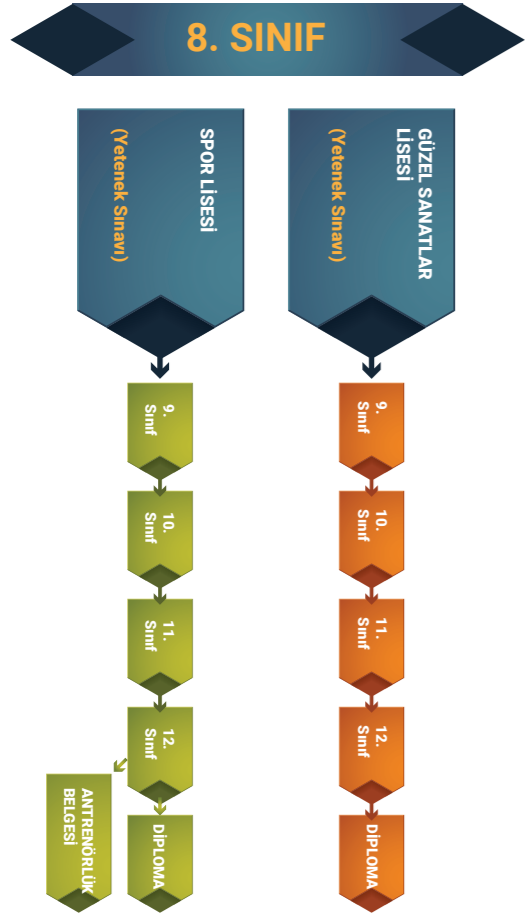 8. SINIF
SPOR LİSESİ
(Yetenek Sınavı)
9.
Sınıf
10.
Sınıf
11.
Sınıf
12.
Sınıf
ANTRENÖRLÜK
BELGESİ
DİPLOMA
GÜZEL SANATLAR
LİSESİ
(Yetenek Sınavı)
9.
Sınıf
10.
Sınıf
11.
Sınıf
12.
Sınıf
DİPLOMA